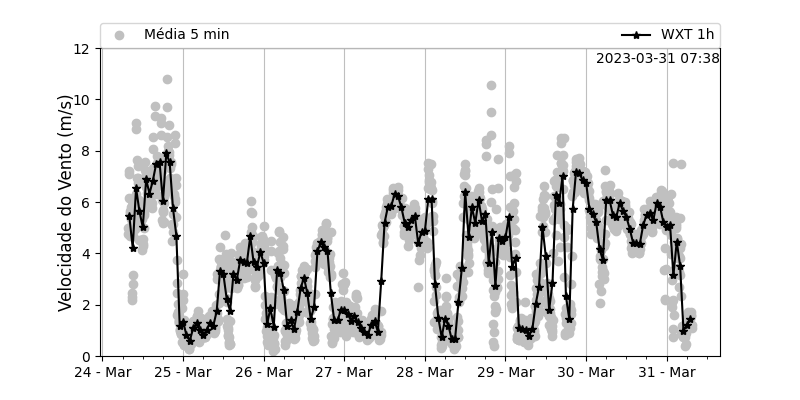 Média 5 min
WXT 1h
2023-03-31 07:38
Velocidade do Vento (m/s)
12
10
8
6
4
2
0
24 - Mar
25 - Mar
26 - Mar
27 - Mar
28 - Mar
29 - Mar
30 - Mar
31 - Mar